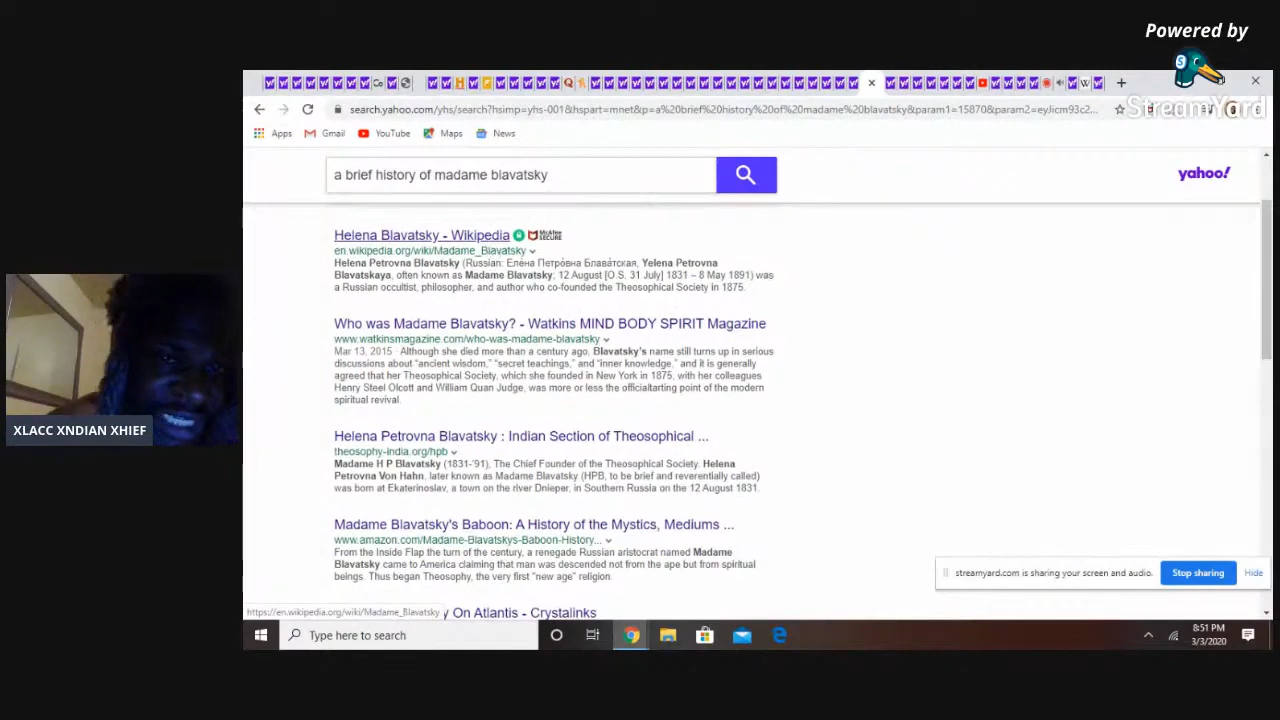 Powered by
StreamYard
search.yahoo.com/yhs/search?hsimp=yhs-001&hspart=mnet&p=a%20brief%20history%20of%20madame%20blavatsky&param1=15870&param2=eyJicm93c2...
Apps Gmail YouTube Maps News
a brief history of madame blavatsky
yahoo!
Helena Blavatsky - Wikipedia McAfee SECURE
en.wikipedia.org/wiki/Madame_Blavatsky
Helena Petrovna Blavatsky (Russian: Еле́на Петро́вна Блава́тская, Yelena Petrovna
Blavatskaya, often known as Madame Blavatsky; 12 August [O.S. 31 July] 1831 – 8 May 1891) was
a Russian occultist, philosopher, and author who co-founded the Theosophical Society in 1875.
Who was Madame Blavatsky? - Watkins MIND BODY SPIRIT Magazine
www.watkinsmagazine.com/who-was-madame-blavatsky
Mar 13, 2015 · Although she died more than a century ago, Blavatsky's name still turns up in serious
discussions about "ancient wisdom," "secret teachings," and "inner knowledge," and it is generally
agreed that her Theosophical Society, which she founded in New York in 1875, with her colleagues
Henry Steel Olcott and William Quan Judge, was more or less the officialtarting point of the modern
spiritual revival.
Helena Petrovna Blavatsky : Indian Section of Theosophical ...
theosophy-india.org/hpb
Madame H P Blavatsky (1831-'91), The Chief Founder of the Theosophical Society. Helena
Petrovna Von Hahn, later known as Madame Blavatsky (HPB, to be brief and reverentially called)
was born at Ekaterinoslav, a town on the river Dnieper, in Southern Russia on the 12 August 1831.
Madame Blavatsky's Baboon: A History of the Mystics, Mediums ...
www.amazon.com/Madame-Blavatskys-Baboon-History...
From the Inside Flap the turn of the century, a renegade Russian aristocrat named Madame
Blavatsky came to America claiming that man was descended not from the ape but from spiritual
beings. Thus began Theosophy, the very first "new age" religion.
https://en.wikipedia.org/wiki/Madame_Blavatsky y On Atlantis - Crystalinks
streamyard.com is sharing your screen and audio. Stop sharing Hide
XLACC XNDIAN XHIEF
Type here to search
8:51 PM
3/3/2020